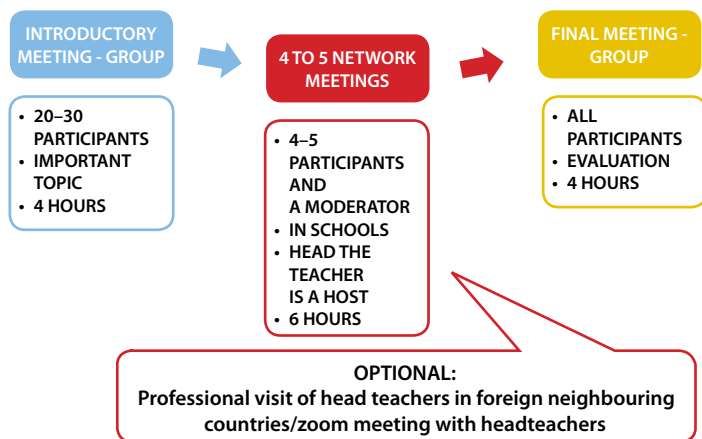 INTRODUCTORY
MEETING - GROUP
• 20–30
PARTICIPANTS
• IMPORTANT
TOPIC
• 4 HOURS
4 TO 5 NETWORK
MEETINGS
• 4–5
PARTICIPANTS
AND
A MODERATOR
• IN SCHOOLS
• HEAD THE
TEACHER
IS A HOST
• 6 HOURS
FINAL MEETING -
GROUP
• ALL
PARTICIPANTS
• EVALUATION
• 4 HOURS
OPTIONAL:
Professional visit of head teachers in foreign neighbouring
countries/zoom meeting with headteachers